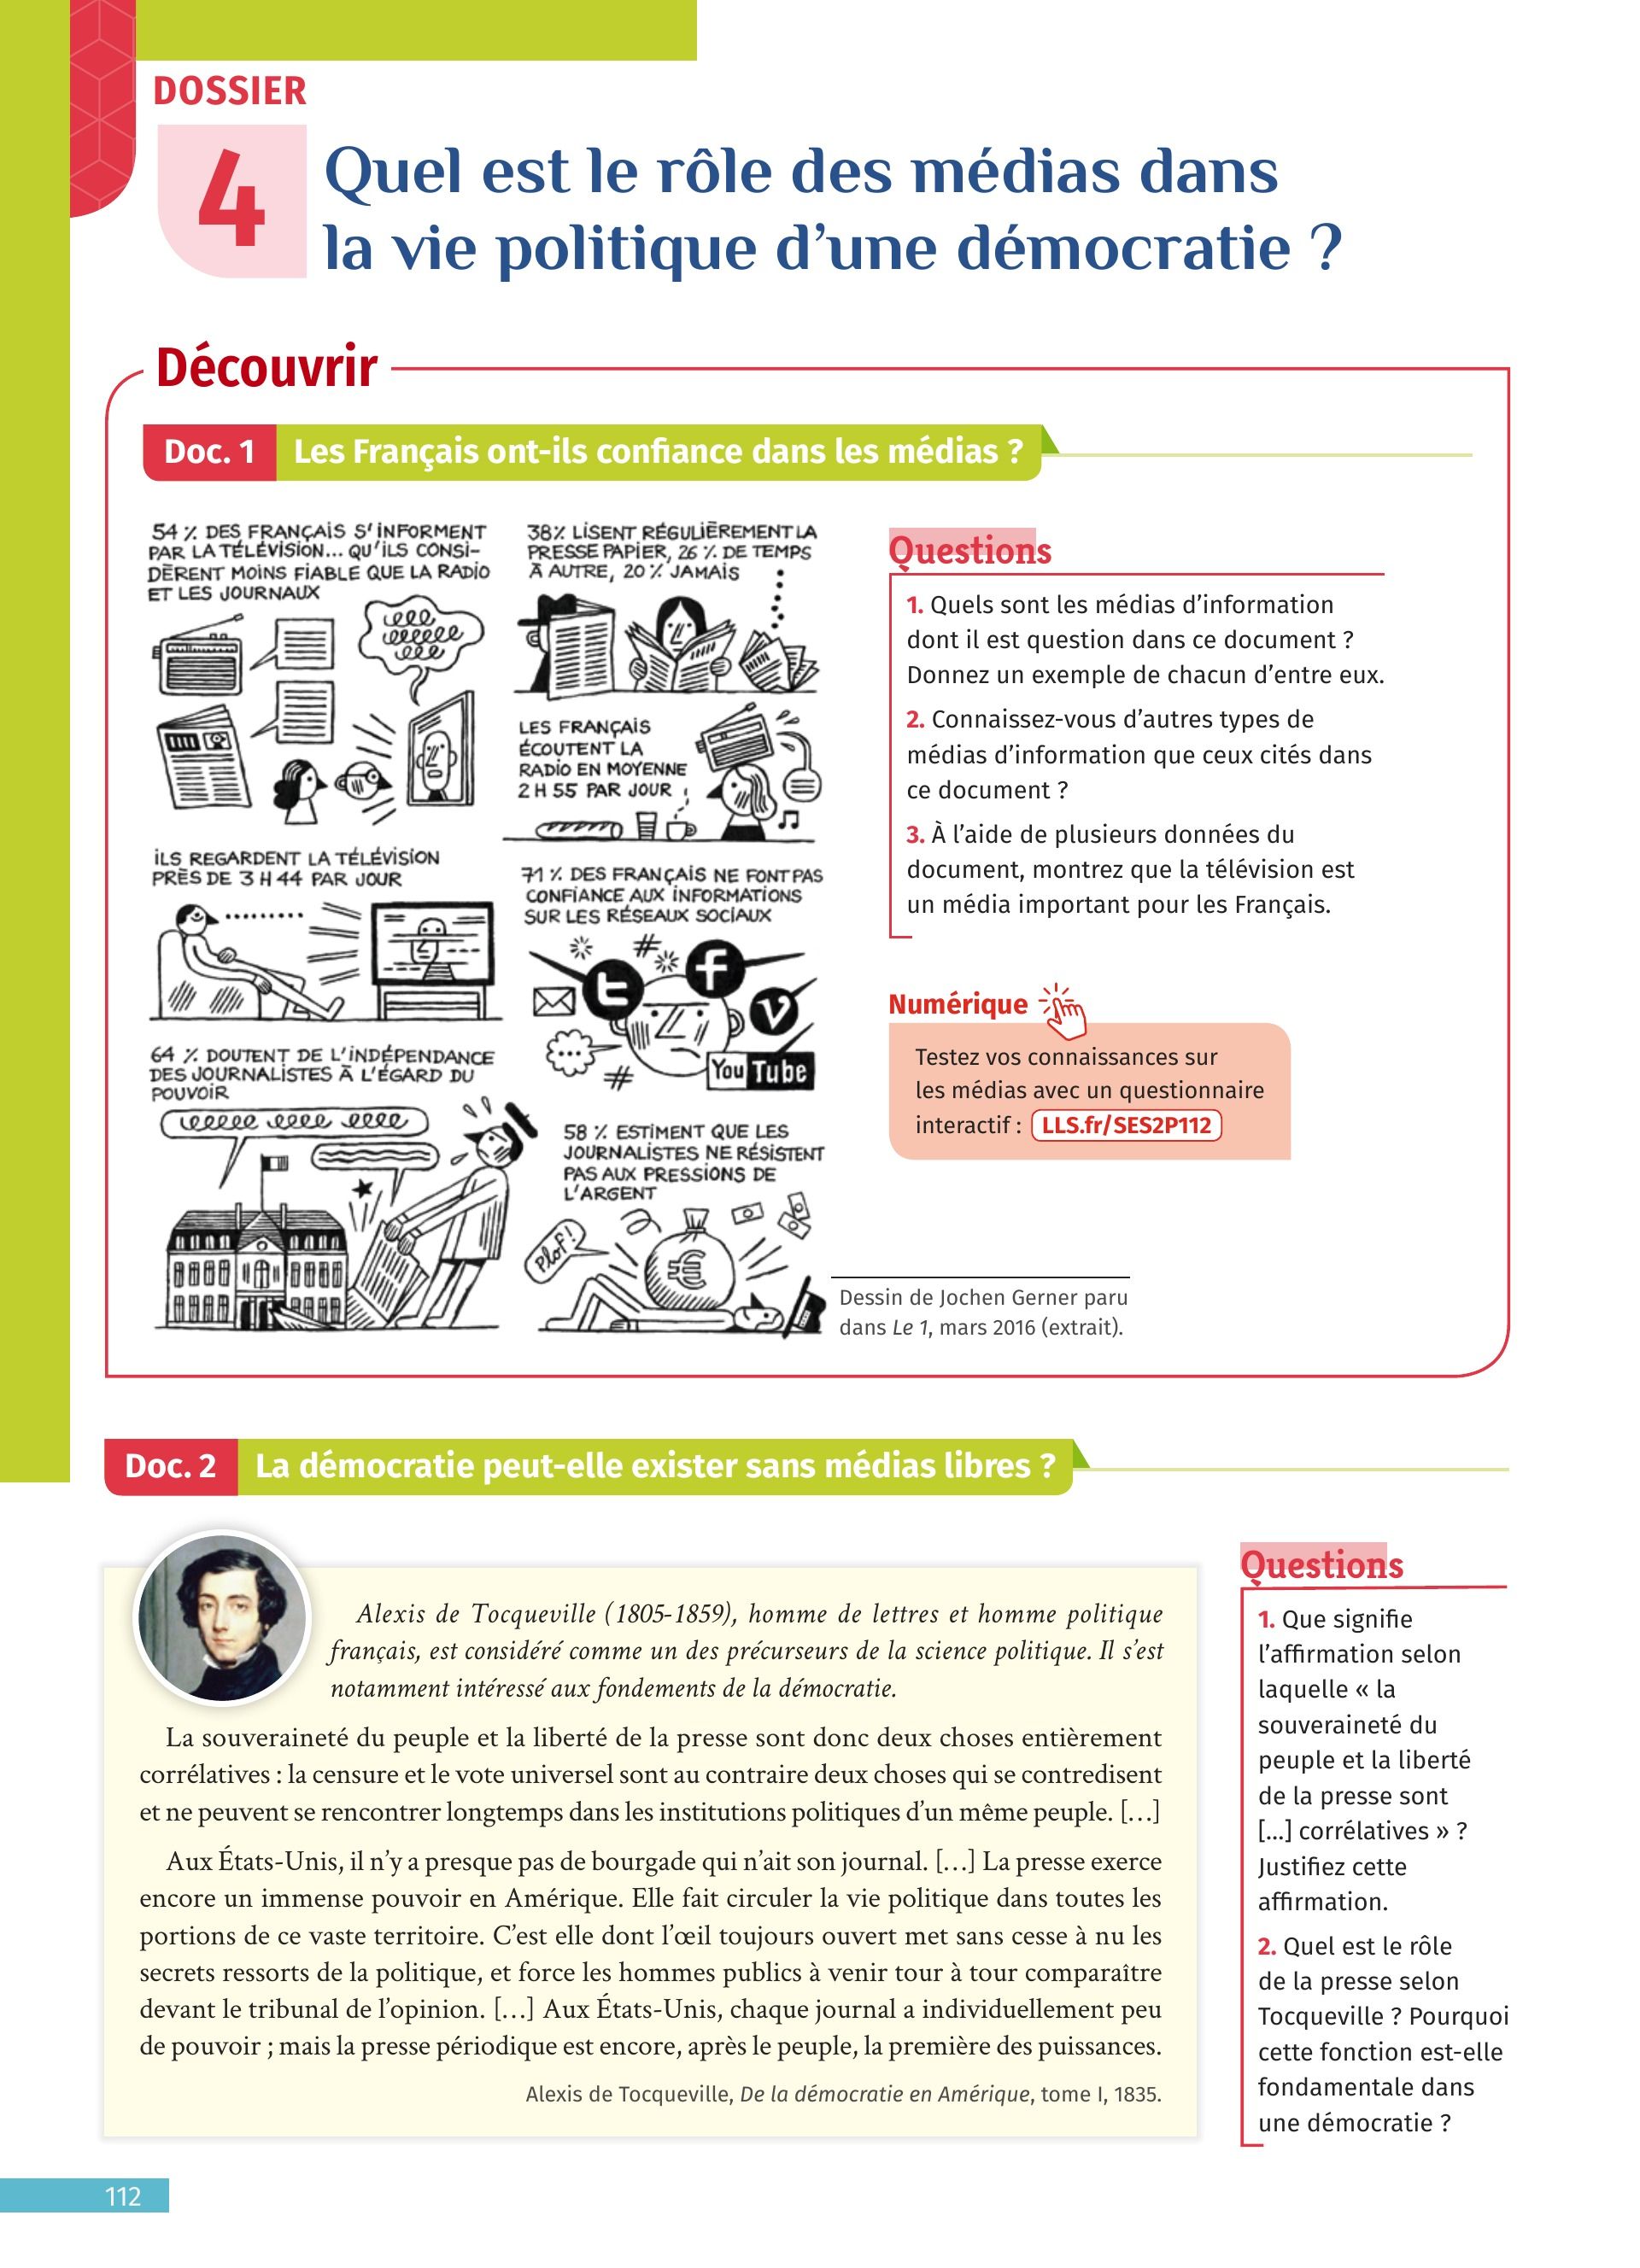 DOSSIER
4
Quel est le rôle des médias dans
la vie politique d’une démocratie ?
Découvrir
Doc. 1 Les Français ont-ils confiance dans les médias ?
54 % DES FRANÇAIS S'INFORMENT
PAR LA TÉLÉVISION... QU'ILS CONSI-
DÈRENT MOINS FIABLE QUE LA RADIO
ET LES JOURNAUX
38% LISENT RÉGULIÈREMENT LA
PRESSE PAPIER, 26 % DE TEMPS
À AUTRE, 20 % JAMAIS
LES FRANÇAIS
ÉCOUTENT LA
RADIO EN MOYENNE
2 H 55 PAR JOUR
ILS REGARDENT LA TÉLÉVISION
PRÈS DE 3 H 44 PAR JOUR
71 % DES FRANÇAIS NE FONT PAS
CONFIANCE AUX INFORMATIONS
SUR LES RÉSEAUX SOCIAUX
#
t
f
V
#
You Tube
64 % DOUTENT DE L'INDÉPENDANCE
DES JOURNALISTES À L'ÉGARD DU
POUVOIR
58 % ESTIMENT QUE LES
JOURNALISTES NE RÉSISTENT
PAS AUX PRESSIONS DE
L'ARGENT
PLOF!
€
Dessin de Jochen Gerner paru
dans Le 1, mars 2016 (extrait).
Questions
1. Quels sont les médias d’information
dont il est question dans ce document ?
Donnez un exemple de chacun d’entre eux.
2. Connaissez-vous d’autres types de
médias d’information que ceux cités dans
ce document ?
3. À l’aide de plusieurs données du
document, montrez que la télévision est
un média important pour les Français.
Numérique
Testez vos connaissances sur
les médias avec un questionnaire
interactif : LLS.fr/SES2P112
Doc. 2 La démocratie peut-elle exister sans médias libres ?
Alexis de Tocqueville (1805-1859), homme de lettres et homme politique
français, est considéré comme un des précurseurs de la science politique. Il s’est
notamment intéressé aux fondements de la démocratie.
La souveraineté du peuple et la liberté de la presse sont donc deux choses entièrement
corrélatives : la censure et le vote universel sont au contraire deux choses qui se contredisent
et ne peuvent se rencontrer longtemps dans les institutions politiques d’un même peuple. […]
Aux États-Unis, il n’y a presque pas de bourgade qui n’ait son journal. […] La presse exerce
encore un immense pouvoir en Amérique. Elle fait circuler la vie politique dans toutes les
portions de ce vaste territoire. C’est elle dont l’œil toujours ouvert met sans cesse à nu les
secrets ressorts de la politique, et force les hommes publics à venir tour à tour comparaître
devant le tribunal de l’opinion. […] Aux États-Unis, chaque journal a individuellement peu
de pouvoir ; mais la presse périodique est encore, après le peuple, la première des puissances.
Alexis de Tocqueville, De la démocratie en Amérique, tome I, 1835.
Questions
1. Que signifie
l’affirmation selon
laquelle « la
souveraineté du
peuple et la liberté
de la presse sont
[…] corrélatives » ?
Justifiez cette
affirmation.
2. Quel est le rôle
de la presse selon
Tocqueville ? Pourquoi
cette fonction est-elle
fondamentale dans
une démocratie ?
112